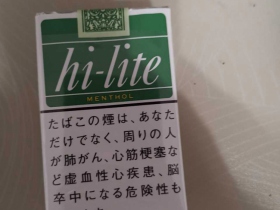 hi-lite
MENTHOL
たばこの煙は、あなた
だけでなく、周りの人
が肺がん、心筋梗塞な
ど虚血性心疾患、脳
卒中になる危険性も